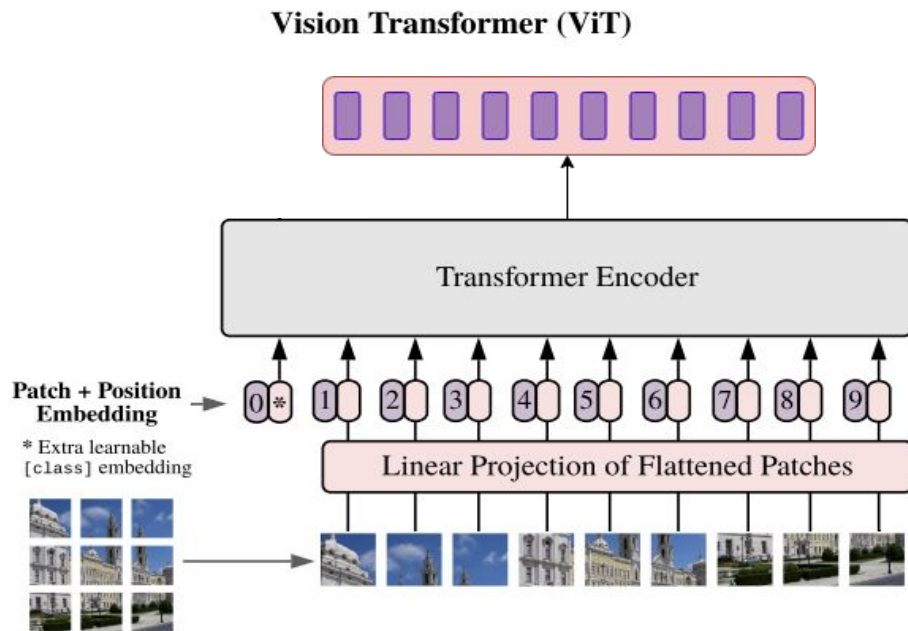 Vision Transformer (ViT)
Transformer Encoder
Patch + Position
Embedding
0 * 1 2 3 4 5 6 7 8 9
* Extra learnable
[class] embedding
Linear Projection of Flattened Patches